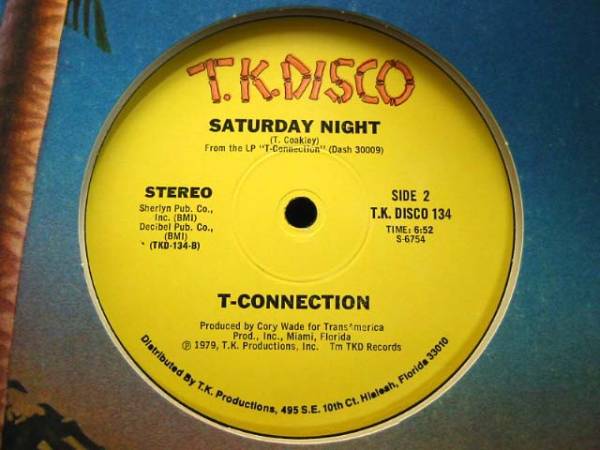 T.K. DISCO
SATURDAY NIGHT
(T. Coakley)
From the LP "T-Connection" (Dash 30009)
STEREO
Sherlyn Pub. Co.,
Inc. (BMI)
Decibel Pub. Co.,
(BMI)
(TKD-134-B)
SIDE 2
T.K. DISCO 134
TIME: 6:52
S-6754
T-CONNECTION
Produced by Cory Wade for TransAmerica
Prod., Inc., Miami, Florida
Ⓟ 1979, T.K. Productions, Inc. Tm TKD Records
Distributed By T.K. Productions, 495 S.E. 10th Ct. Hialeah, Florida 33010